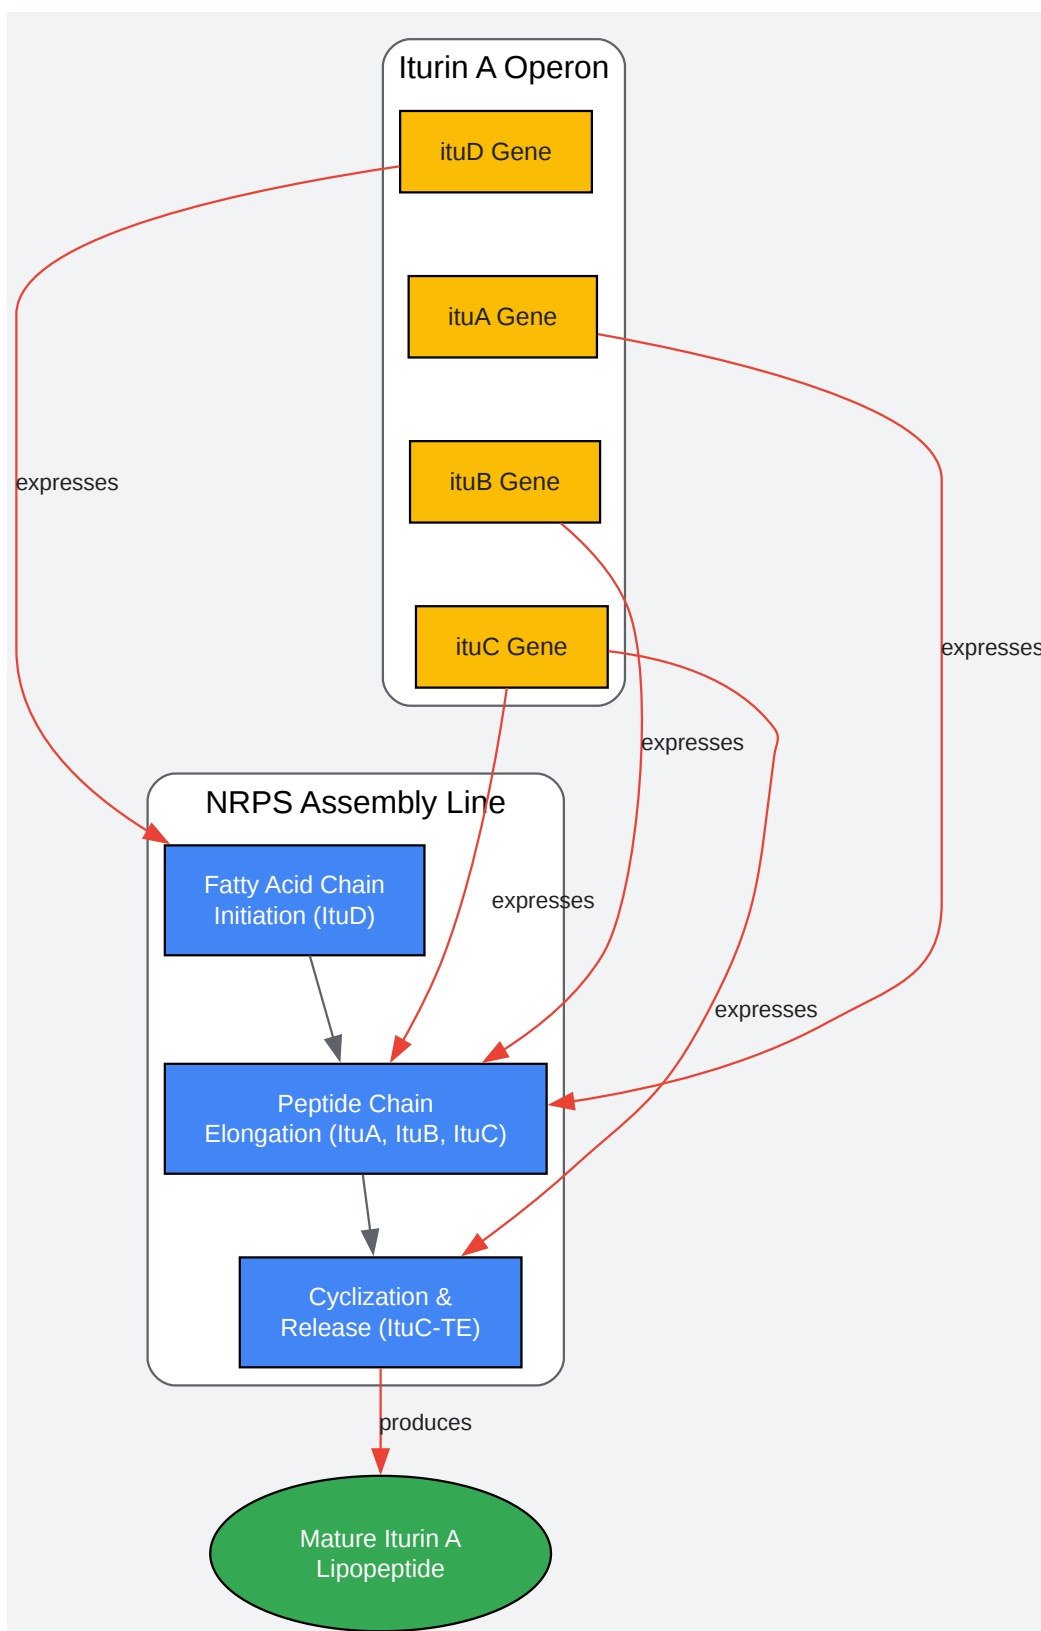 Iturin A Operon
ituD Gene
ituA Gene
ituB Gene
expresses
ituC Gene
expresses
expresses
NRPS Assembly Line
Fatty Acid Chain
Initiation (ItuD)
expresses
expresses
Peptide Chain
Elongation (ItuA, ItuB, ItuC)
Cyclization &
Release (ItuC-TE)
produces
Mature Iturin A
Lipopeptide